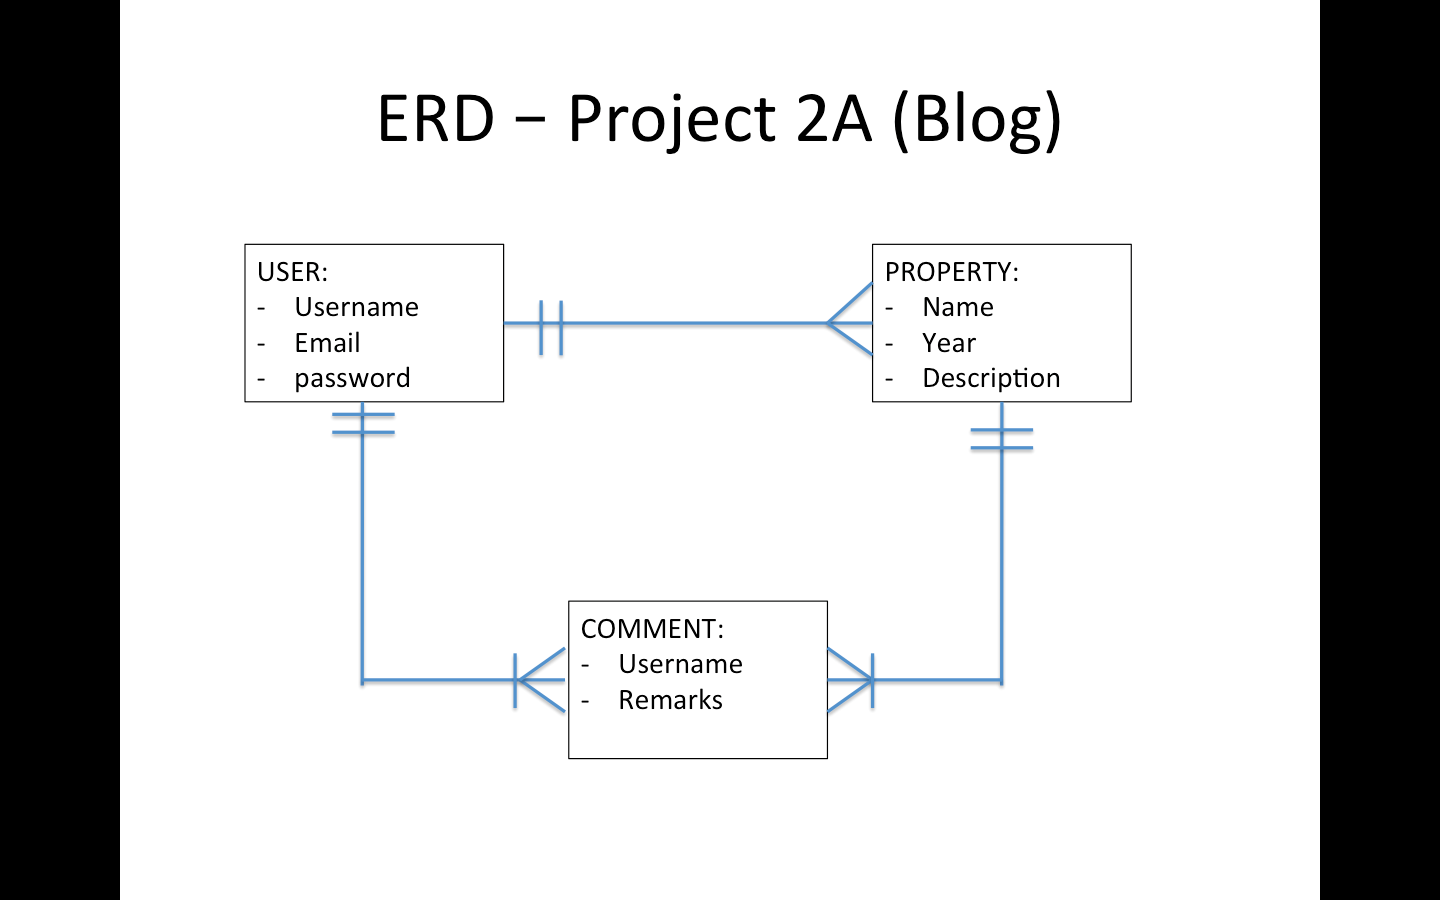 ERD – Project 2A (Blog)
USER:
- Username
- Email
- password
PROPERTY:
- Name
- Year
- Description
COMMENT:
- Username
- Remarks